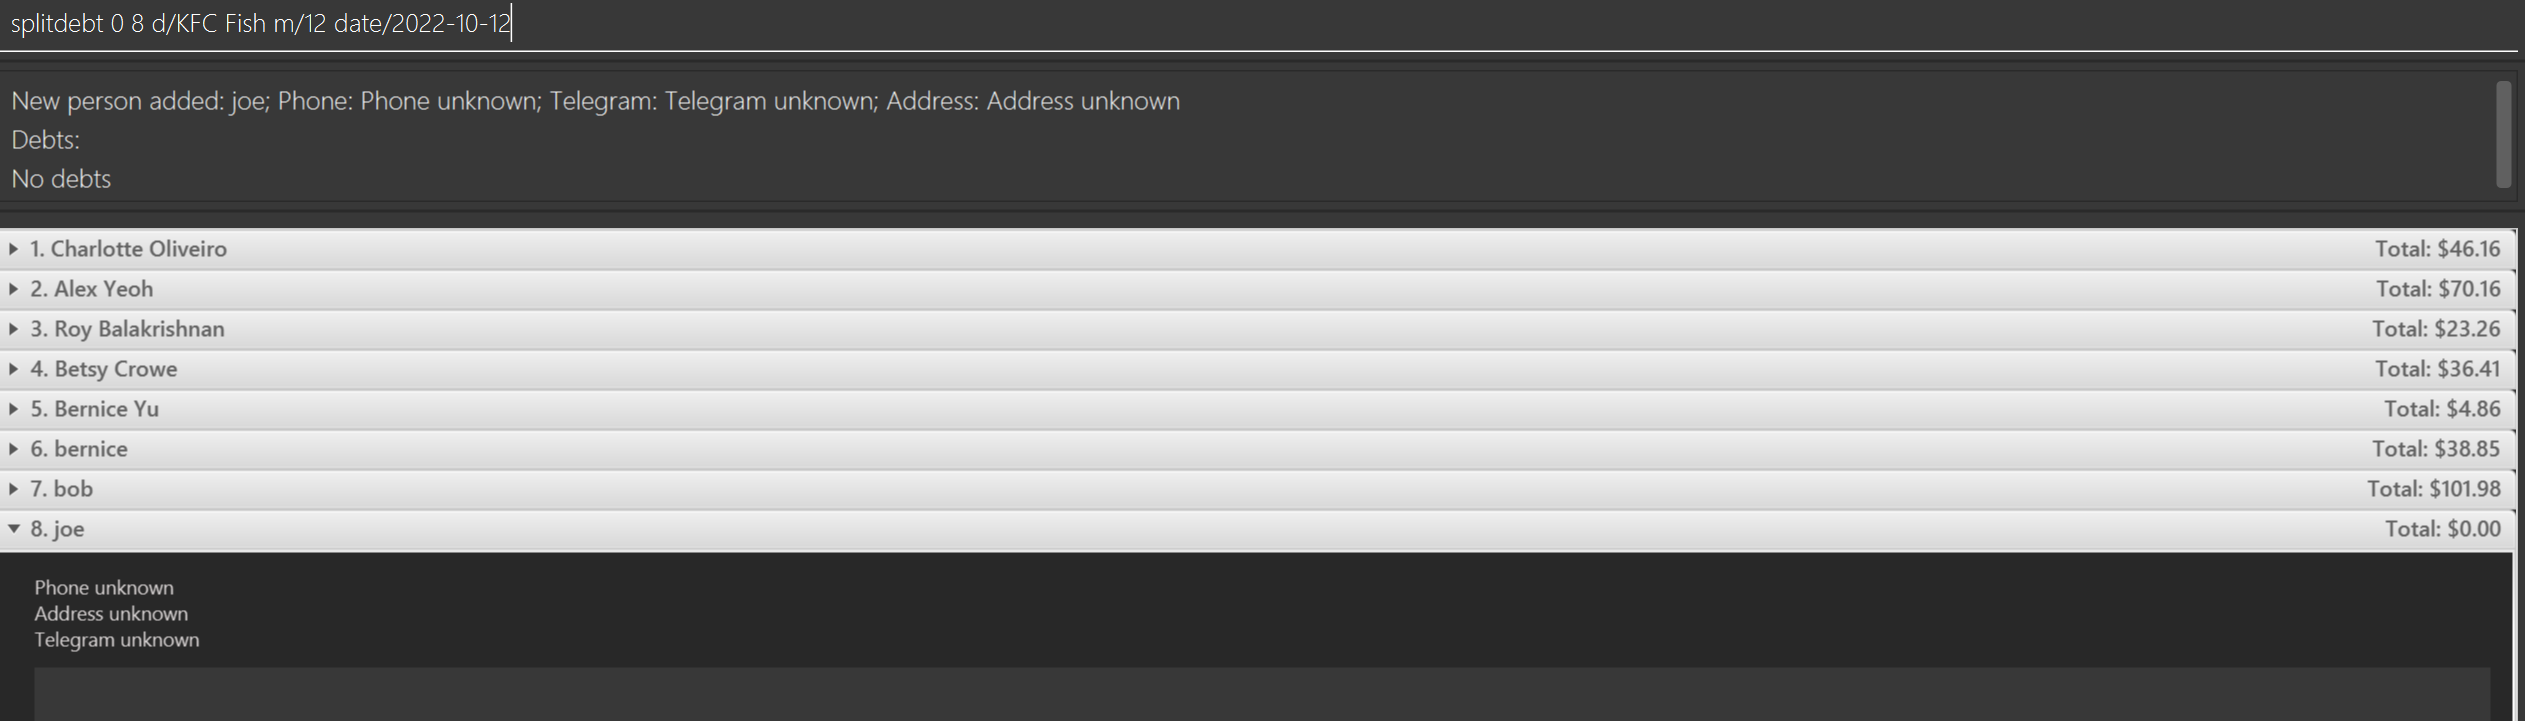 splitdebt 0 8 d/KFC Fish m/12 date/2022-10-12
New person added: joe; Phone: Phone unknown; Telegram: Telegram unknown; Address: Address unknown
Debts:
No debts
1. Charlotte Oliveiro Total: $46.16
2. Alex Yeoh Total: $70.16
3. Roy Balakrishnan Total: $23.26
4. Betsy Crowe Total: $36.41
5. Bernice Yu Total: $4.86
6. bernice Total: $38.85
7. bob Total: $101.98
8. joe Total: $0.00
Phone unknown
Address unknown
Telegram unknown